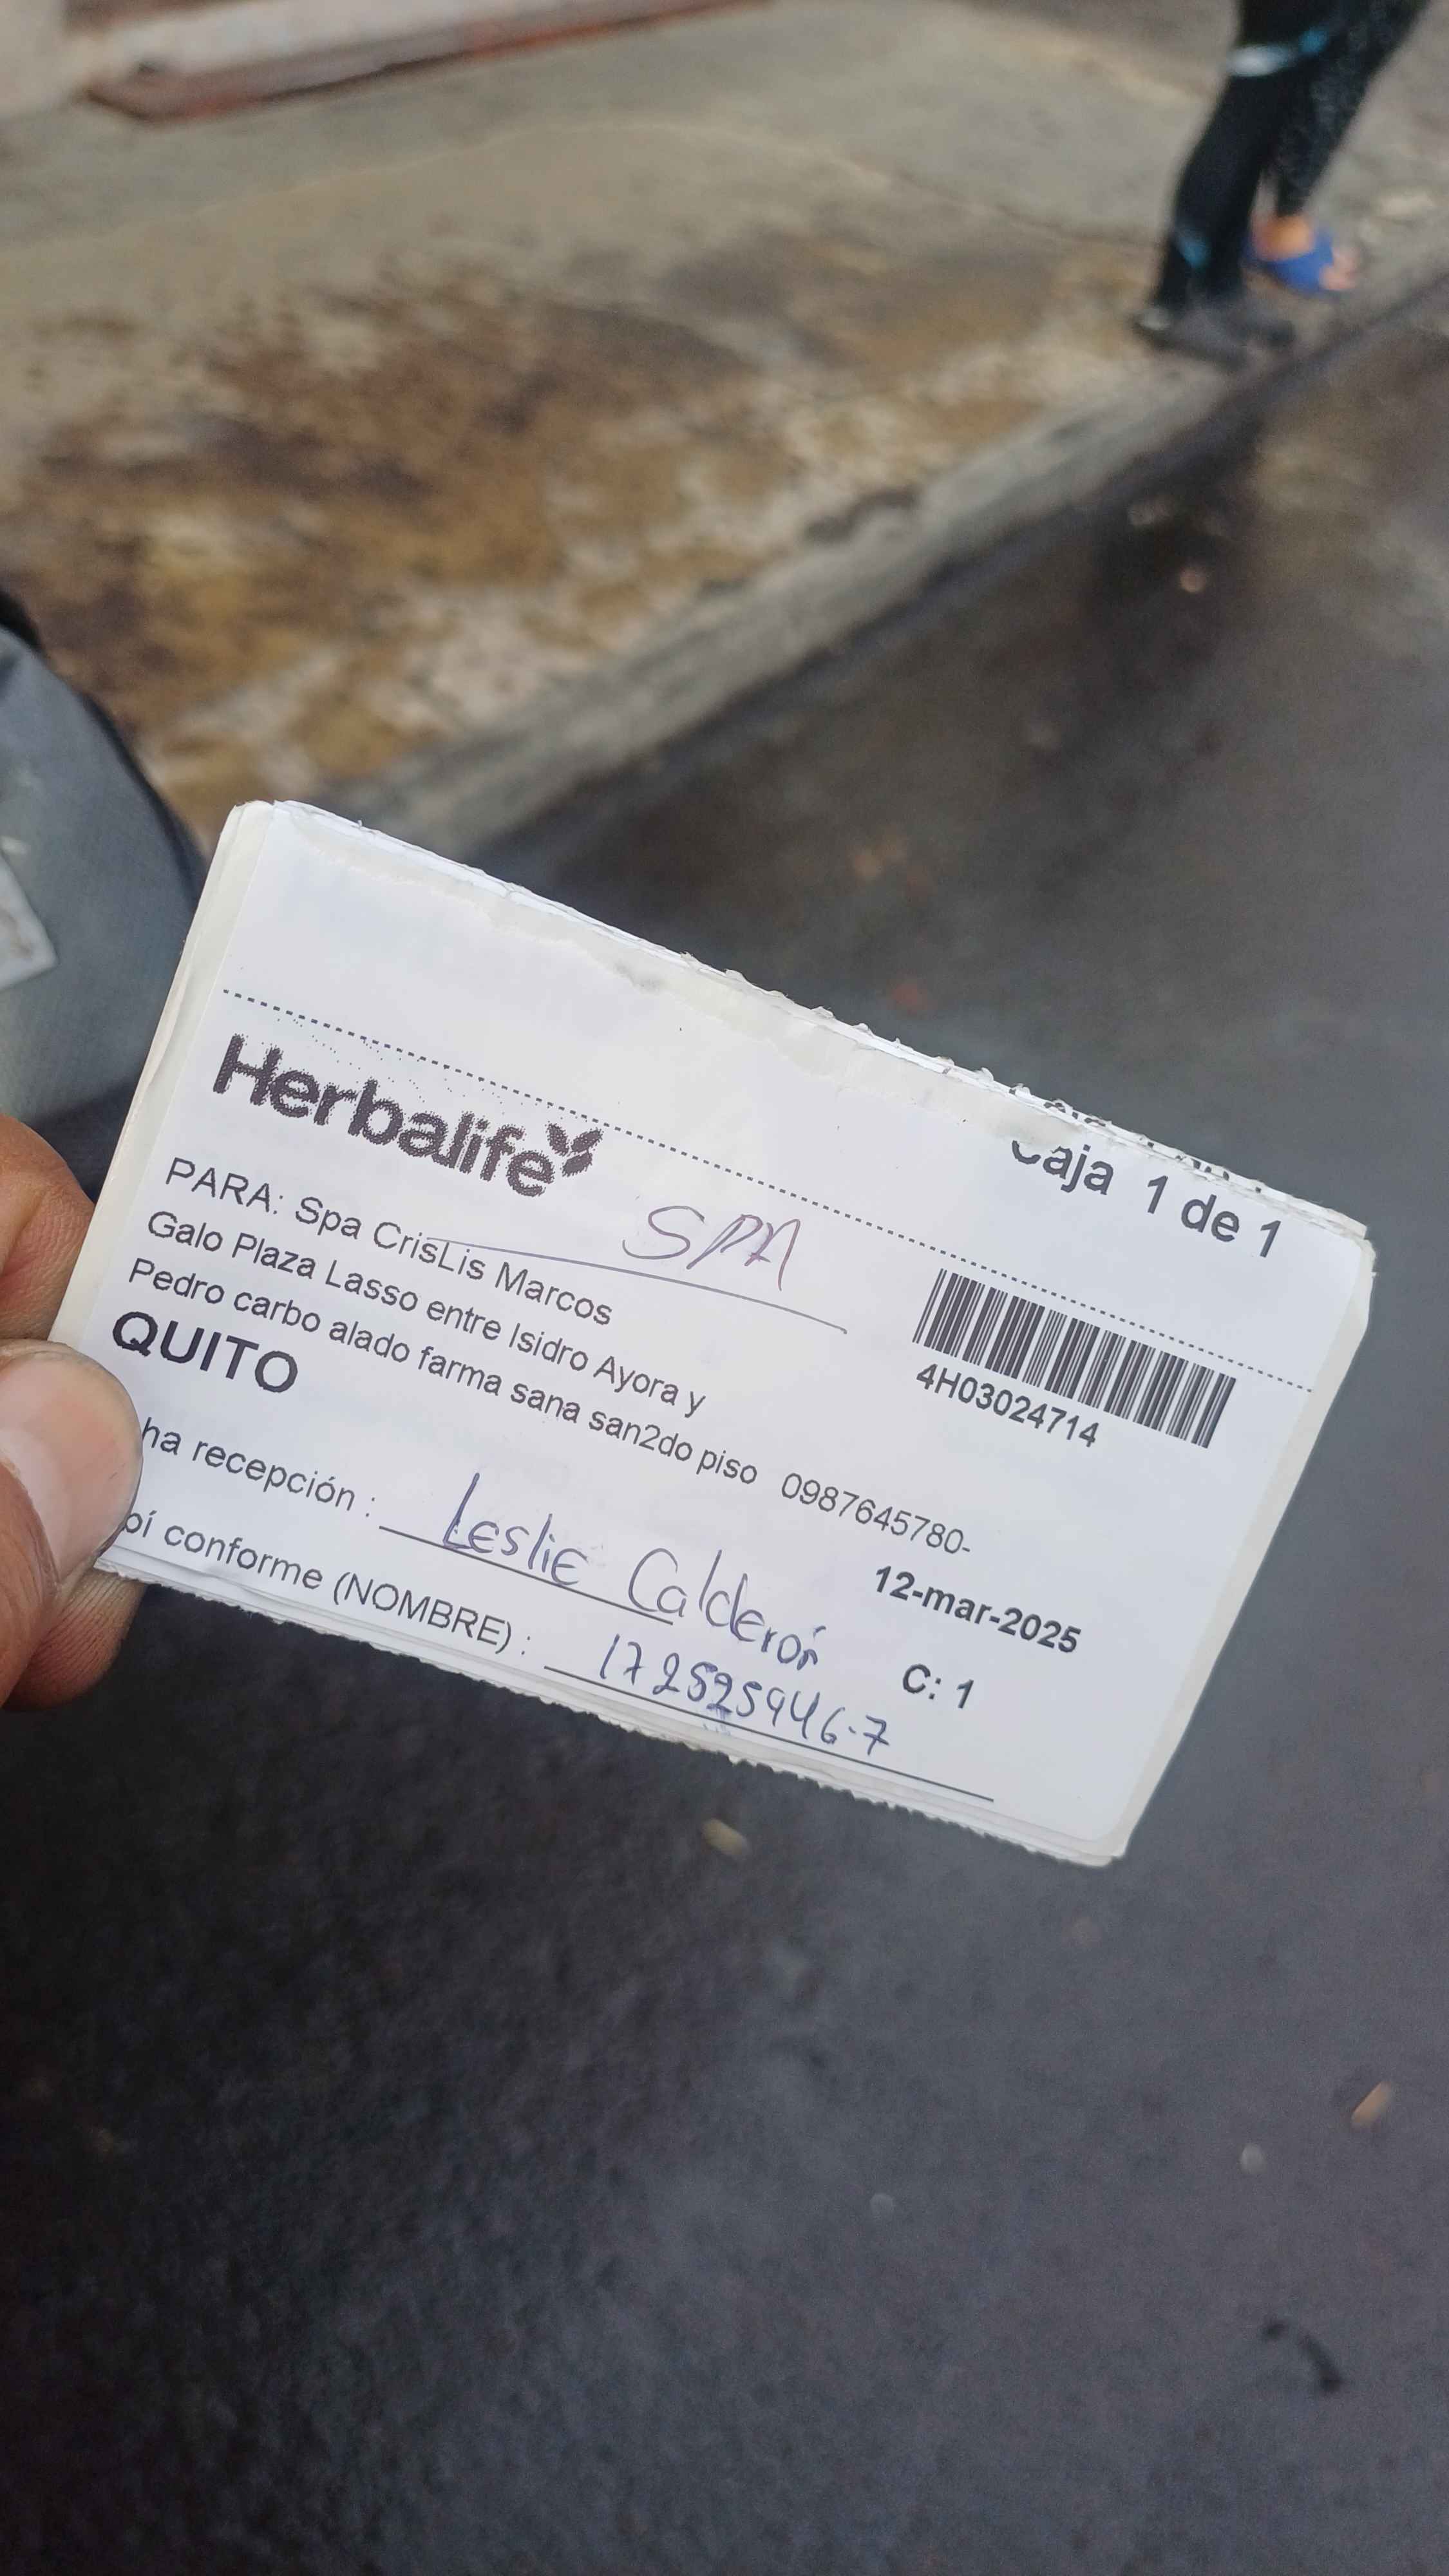 Caja 1 de 1
Herbalife
SPA
PARA: Spa CrisLis Marcos
Galo Plaza Lasso entre Isidro Ayora y
Pedro carbo alado farma sana san2do piso 0987645780-
QUITO
4H03024714
12-mar-2025
ha recepción : Leslie Calderón
C: 1
bí conforme (NOMBRE) : 172525946-7